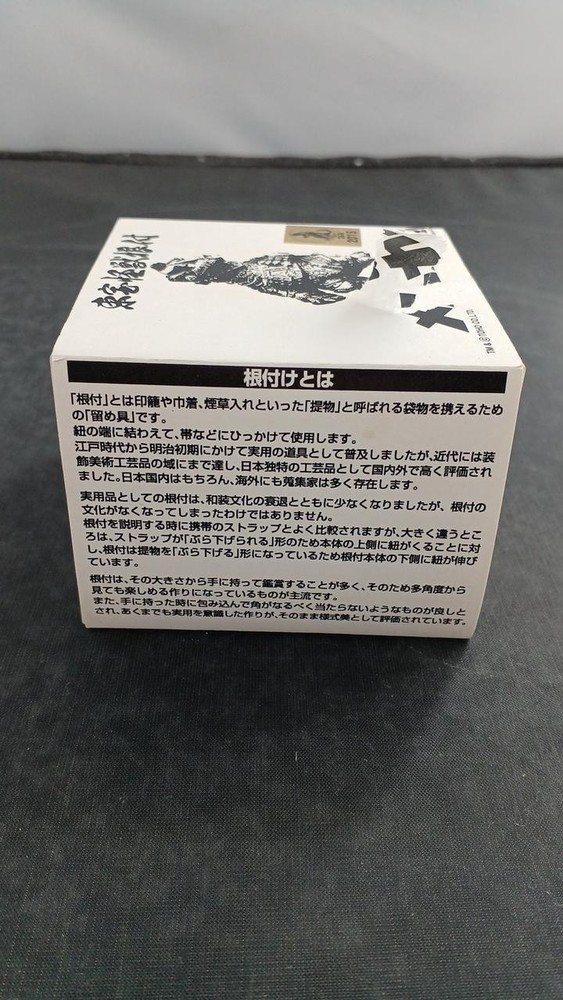 東宝怪獣根付
2015
TM & © TOHO CO., LTD.
根付けとは
「根付」とは印籠や巾着、煙草入れといった「提物」と呼ばれる袋物を携えるため
の「留め具」です。
紐の端に結わえて、帯などにひっかけて使用します。
江戸時代から明治初期にかけて実用の道具として普及しましたが、近代には装
飾美術工芸品の域にまで達し、日本独特の工芸品として国内外で高く評価され
ました。日本国内はもちろん、海外にも蒐集家は多く存在します。
実用品としての根付は、和装文化の衰退とともに少なくなりましたが、根付の
文化がなくなってしまったわけではありません。
根付を説明する時に携帯のストラップとよく比較されますが、大きく違うとこ
ろは、ストラップが「ぶら下げられる」形のため本体の上側に紐がくることに対
し、根付は提物を「ぶら下げる」形になっているため根付本体の下側に紐が伸び
ています。
根付は、その大きさから手に持って鑑賞することが多く、そのため多角度から
見ても楽しめる作りになっているものが主流です。
また、手に持った時に包み込んで角がなるべく当たらないようなものが良しと
され、あくまでも実用を意識した作りが、そのまま様式美として評価されています。